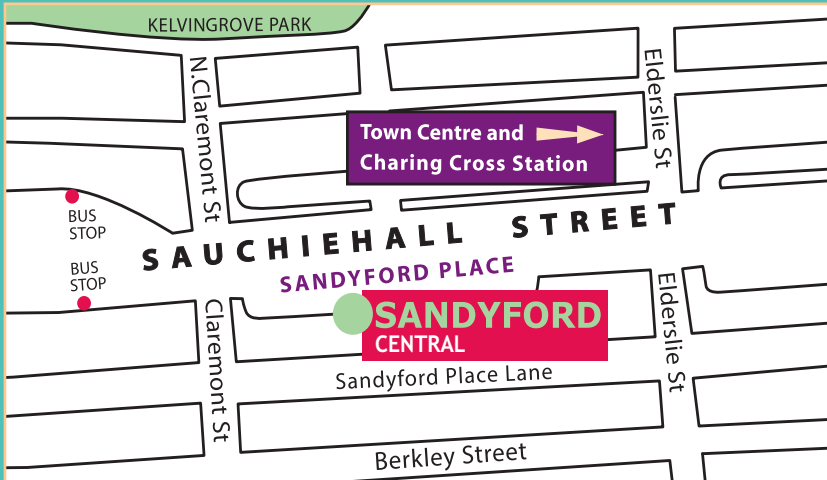 KELVINGROVE PARK
N.Claremont St
Elderslie St
Town Centre and
Charing Cross Station
BUS
STOP
SAUCHIEHALL STREET
SANDYFORD PLACE
BUS
STOP
SANDYFORD
CENTRAL
Claremont St
Elderslie St
Sandyford Place Lane
Berkley Street